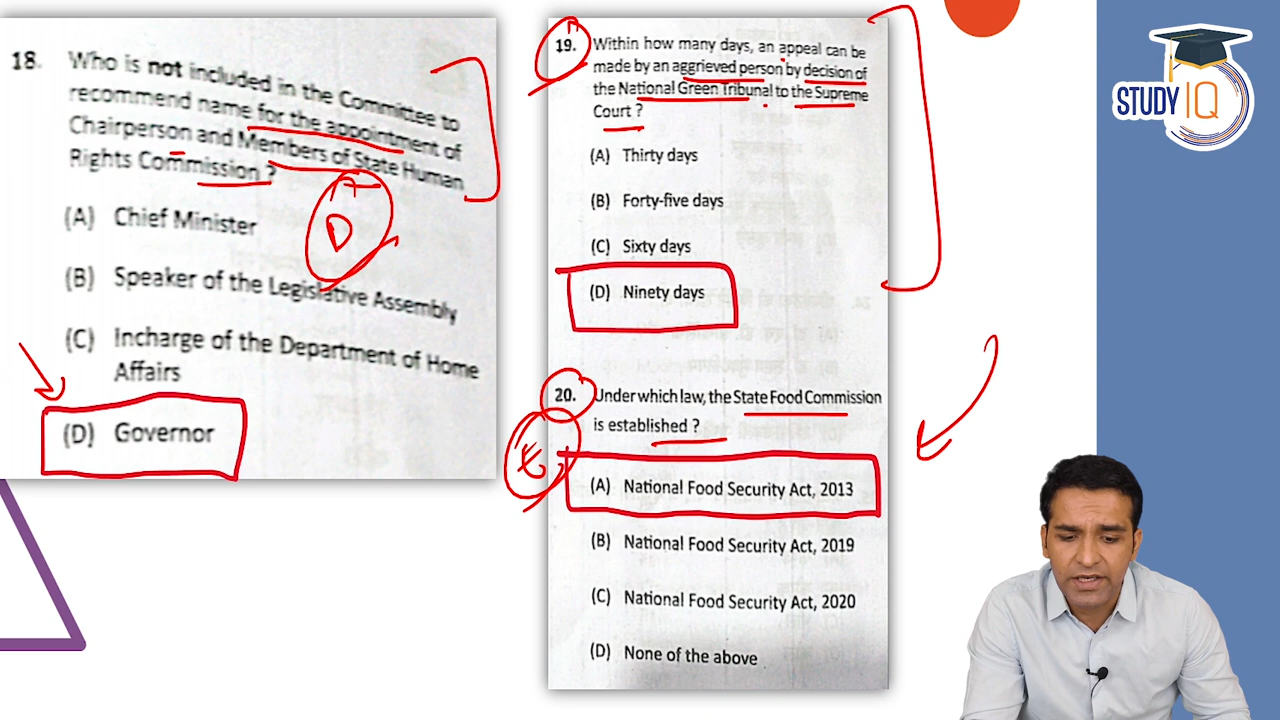 18. Who is not included in the Committee to
recommend name for the appointment of
Chairperson and Members of State Human
Rights Commission ?
(A) Chief Minister
(B) Speaker of the Legislative Assembly
(C) Incharge of the Department of Home
Affairs
(D) Governor
D
19. Within how many days, an appeal can be
made by an aggrieved person by decision of
the National Green Tribunal to the Supreme
Court ?
(A) Thirty days
(B) Forty-five days
(C) Sixty days
(D) Ninety days
20. Under which law, the State Food Commission
is established ?
(A) National Food Security Act, 2013
(B) National Food Security Act, 2019
(C) National Food Security Act, 2020
(D) None of the above
STUDY IQ